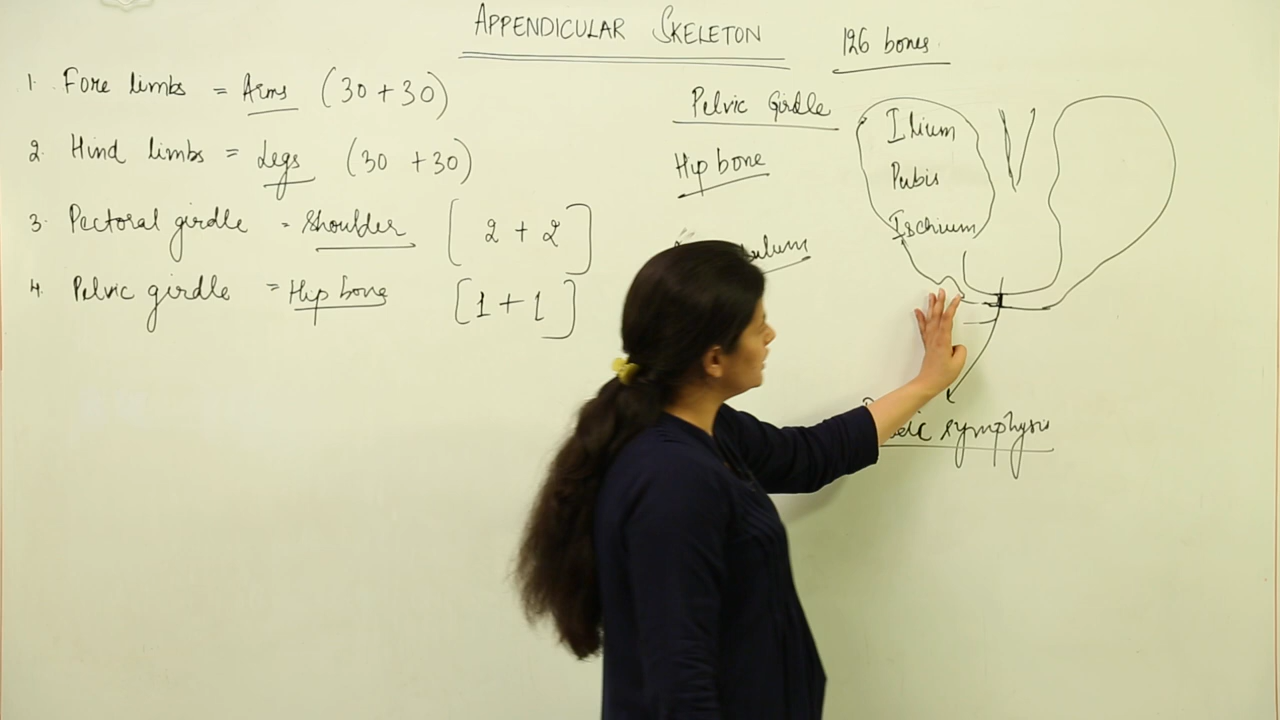 APPENDICULAR SKELETON
126 bones.
1. Fore limbs = Arms (30 + 30)
2. Hind limbs = Legs (30 + 30)
3. Pectoral girdle = Shoulder [2 + 2]
4. Pelvic girdle = Hip bone [1 + 1]
Pelvic Girdle
Hip bone
Ilium
Pubis
Ischium
symphysis